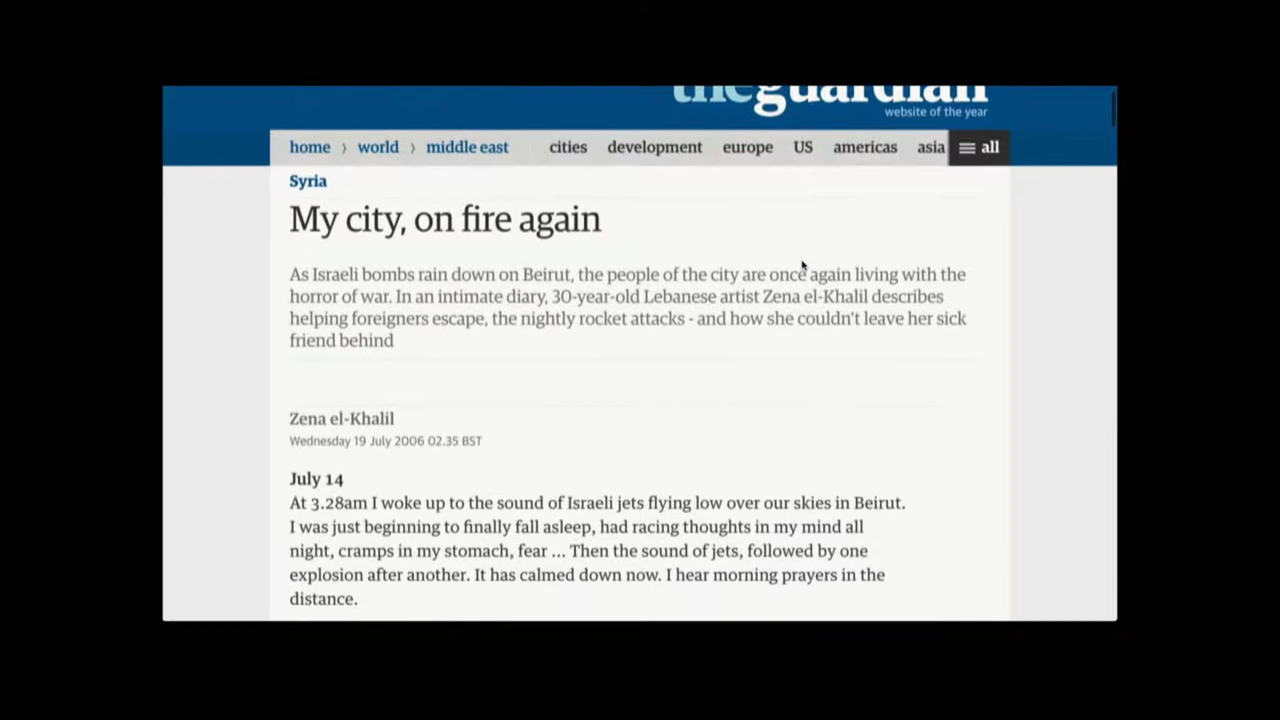 theguardian
website of the year
home > world > middle east cities development europe US americas asia all
Syria
My city, on fire again
As Israeli bombs rain down on Beirut, the people of the city are once again living with the
horror of war. In an intimate diary, 30-year-old Lebanese artist Zena el-Khalil describes
helping foreigners escape, the nightly rocket attacks - and how she couldn't leave her sick
friend behind
Zena el-Khalil
Wednesday 19 July 2006 02.35 BST
July 14
At 3.28am I woke up to the sound of Israeli jets flying low over our skies in Beirut.
I was just beginning to finally fall asleep, had racing thoughts in my mind all
night, cramps in my stomach, fear ... Then the sound of jets, followed by one
explosion after another. It has calmed down now. I hear morning prayers in the
distance.